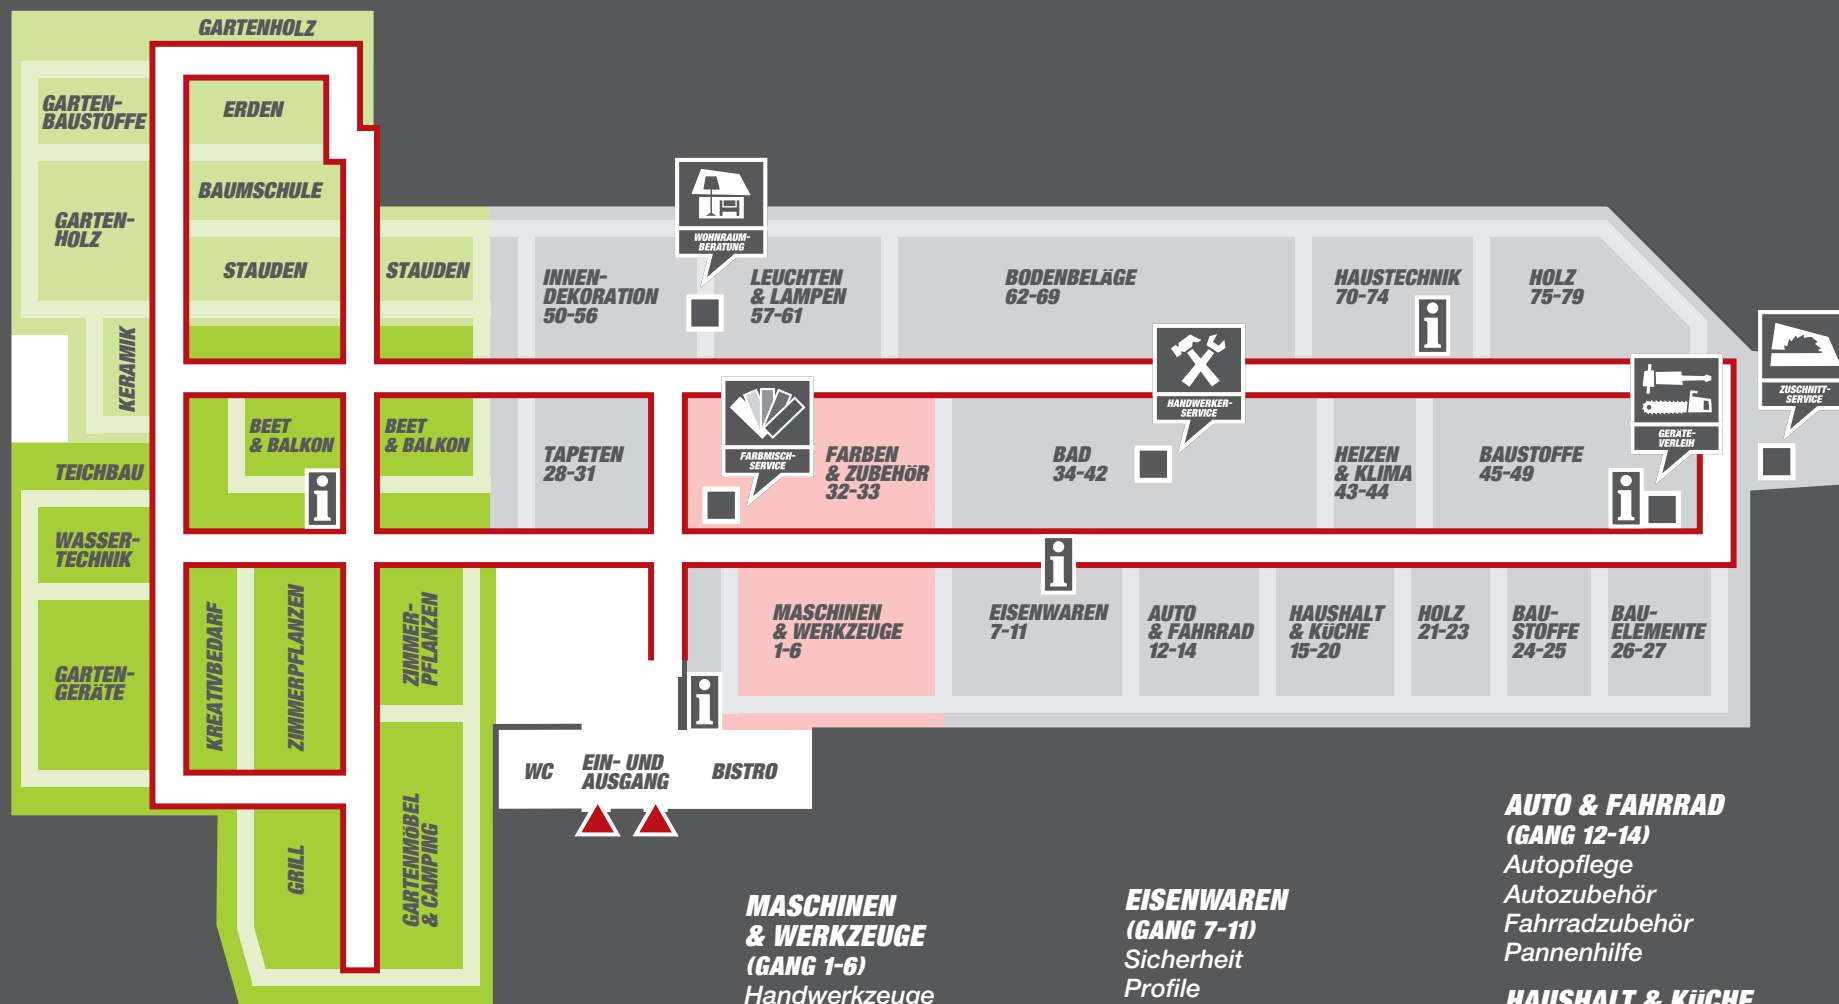 GARTENHOLZ
GARTEN-
BAUSTOFFE
ERDEN
BAUMSCHULE
GARTEN-
HOLZ
STAUDEN
STAUDEN
KERAMIK
WOHNRAUM-
BERATUNG
INNEN-
DEKORATION
50-56
LEUCHTEN
& LAMPEN
57-61
BODENBELÄGE
62-69
HAUSTECHNIK
70-74
i
HOLZ
75-79
HANDWERKER-
SERVICE
ZUSCHNITT-
SERVICE
BEET
& BALKON
i
BEET
& BALKON
TAPETEN
28-31
FARBMISCH-
SERVICE
FARBEN
& ZUBEHÖR
32-33
BAD
34-42
HEIZEN
& KLIMA
43-44
BAUSTOFFE
45-49
GERÄTE-
VERLEIH
i
TEICHBAU
WASSER-
TECHNIK
GARTEN-
GERÄTE
KREATIVBEDARF
ZIMMERPFLANZEN
ZIMMER-
PFLANZEN
i
MASCHINEN
& WERKZEUGE
1-6
EISENWAREN
7-11
AUTO
& FAHRRAD
12-14
HAUSHALT
& KÜCHE
15-20
HOLZ
21-23
BAU-
STOFFE
24-25
BAU-
ELEMENTE
26-27
i
WC
EIN- UND
AUSGANG
BISTRO
GRILL
GARTENMÖBEL
& CAMPING
MASCHINEN
& WERKZEUGE
(GANG 1-6)
Handwerkzeuge
EISENWAREN
(GANG 7-11)
Sicherheit
Profile
AUTO & FAHRRAD
(GANG 12-14)
Autopflege
Autozubehör
Fahrradzubehör
Pannenhilfe
HAUSHALT & KÜCHE